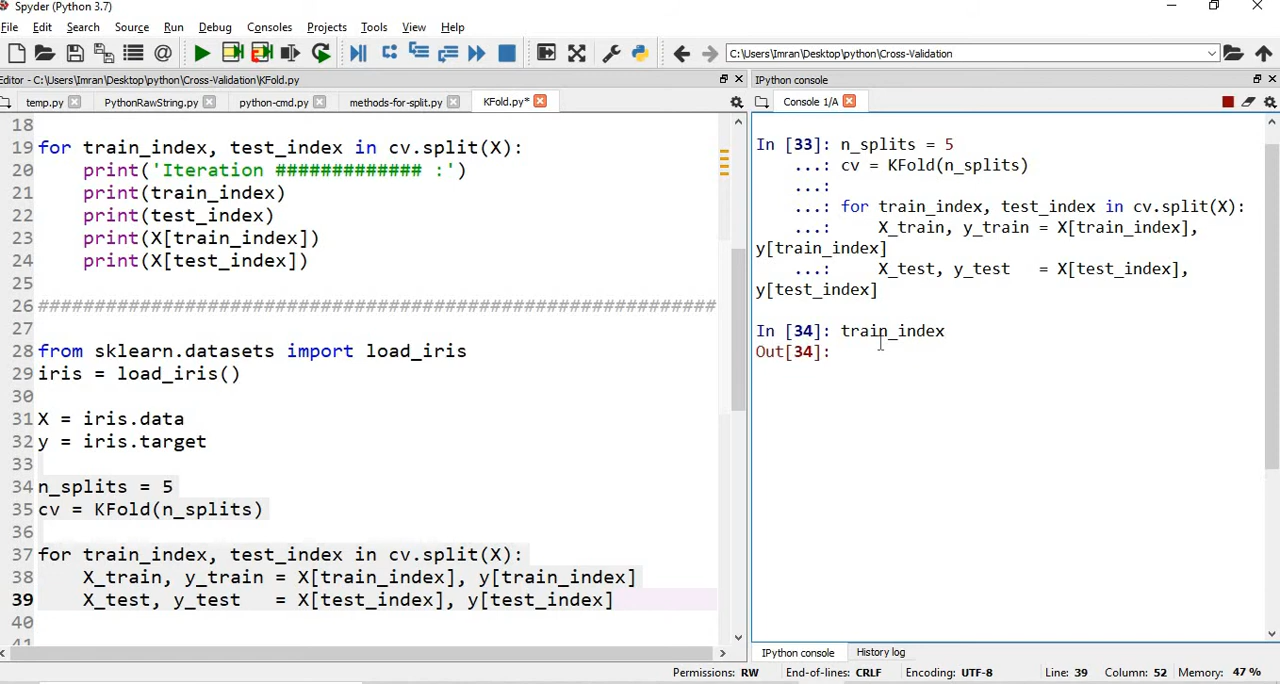 Spyder (Python 3.7)
File Edit Search Source Run Debug Consoles Projects Tools View Help
C:\Users\Imran\Desktop\python\Cross-Validation
Editor - C:\Users\Imran\Desktop\python\Cross-Validation\KFold.py
temp.py PythonRawString.py python-cmd.py methods-for-split.py KFold.py*
18
19 for train_index, test_index in cv.split(X):
20     print('Iteration ############# :')
21     print(train_index)
22     print(test_index)
23     print(X[train_index])
24     print(X[test_index])
25
26 ############################################################
27
28 from sklearn.datasets import load_iris
29 iris = load_iris()
30
31 X = iris.data
32 y = iris.target
33
34 n_splits = 5
35 cv = KFold(n_splits)
36
37 for train_index, test_index in cv.split(X):
38     X_train, y_train = X[train_index], y[train_index]
39     X_test, y_test   = X[test_index], y[test_index]
40
41
IPython console
Console 1/A
In [33]: n_splits = 5
...: cv = KFold(n_splits)
...:
...: for train_index, test_index in cv.split(X):
...:     X_train, y_train = X[train_index],
y[train_index]
...:     X_test, y_test   = X[test_index],
y[test_index]
In [34]: train_index
Out[34]:
IPython console History log
Permissions: RW End-of-lines: CRLF Encoding: UTF-8 Line: 39 Column: 52 Memory: 47 %